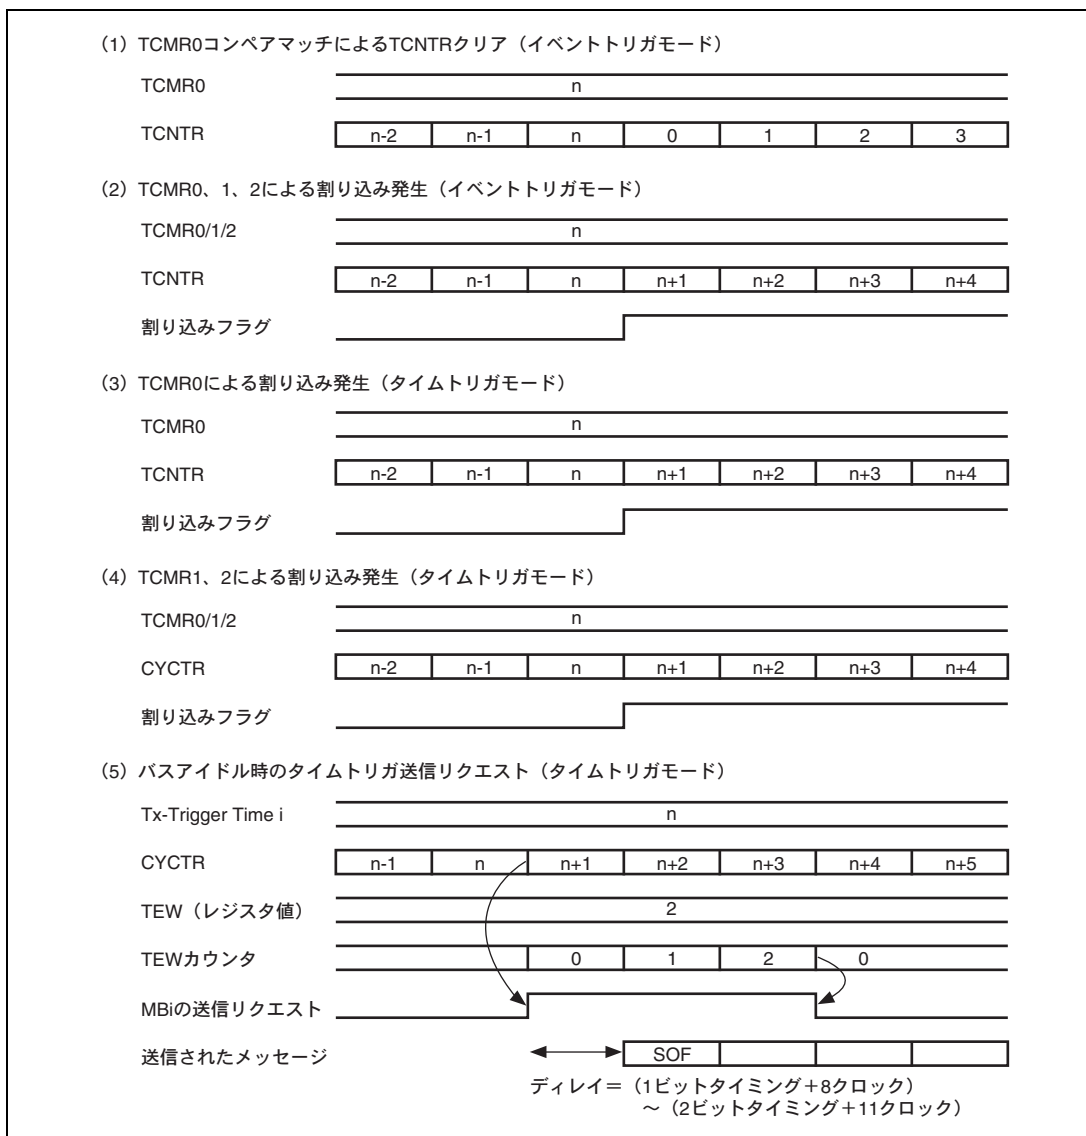 (1) TCMR0コンペアマッチによるTCNTRクリア（イベントトリガモード）
TCMR0 n
TCNTR n-2 n-1 n 0 1 2 3
(2) TCMR0、1、2による割り込み発生（イベントトリガモード）
TCMR0/1/2 n
TCNTR n-2 n-1 n n+1 n+2 n+3 n+4
割り込みフラグ
(3) TCMR0による割り込み発生（タイムトリガモード）
TCMR0 n
TCNTR n-2 n-1 n n+1 n+2 n+3 n+4
割り込みフラグ
(4) TCMR1、2による割り込み発生（タイムトリガモード）
TCMR0/1/2 n
CYCTR n-2 n-1 n n+1 n+2 n+3 n+4
割り込みフラグ
(5) バスアイドル時のタイムトリガ送信リクエスト（タイムトリガモード）
Tx-Trigger Time i n
CYCTR n-1 n n+1 n+2 n+3 n+4 n+5
TEW（レジスタ値） 2
TEWカウンタ 0 1 2 0
MBiの送信リクエスト
送信されたメッセージ SOF
ディレイ＝（1ビットタイミング＋8クロック）
～（2ビットタイミング＋11クロック）